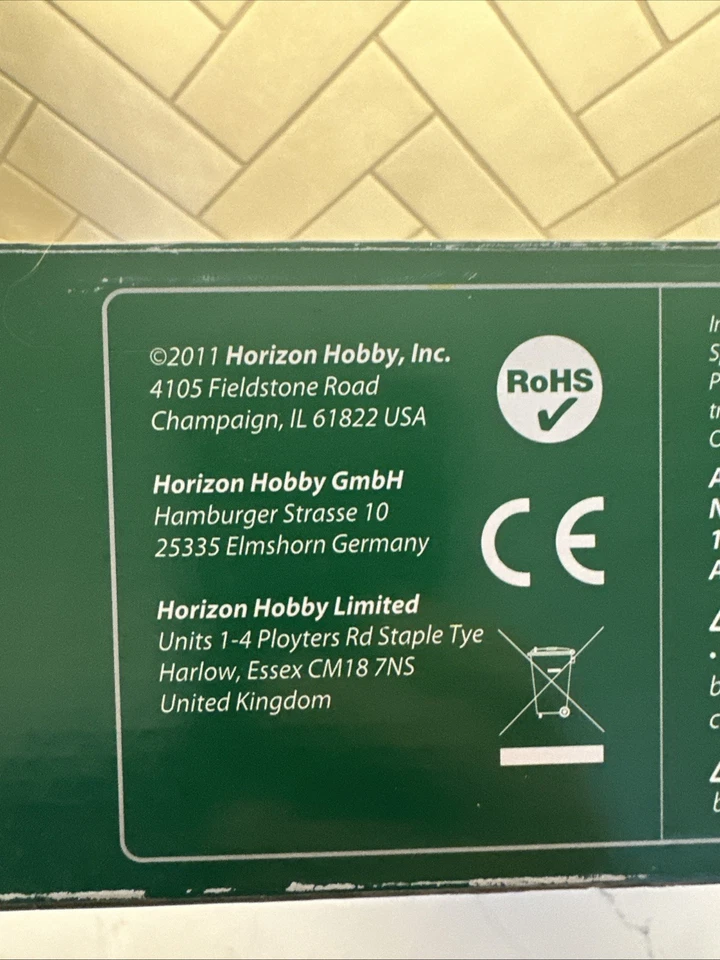 ©2011 Horizon Hobby, Inc.
4105 Fieldstone Road
Champaign, IL 61822 USA
RoHS
Horizon Hobby GmbH
Hamburger Strasse 10
25335 Elmshorn Germany
CE
Horizon Hobby Limited
Units 1-4 Ployters Rd Staple Tye
Harlow, Essex CM18 7NS
United Kingdom